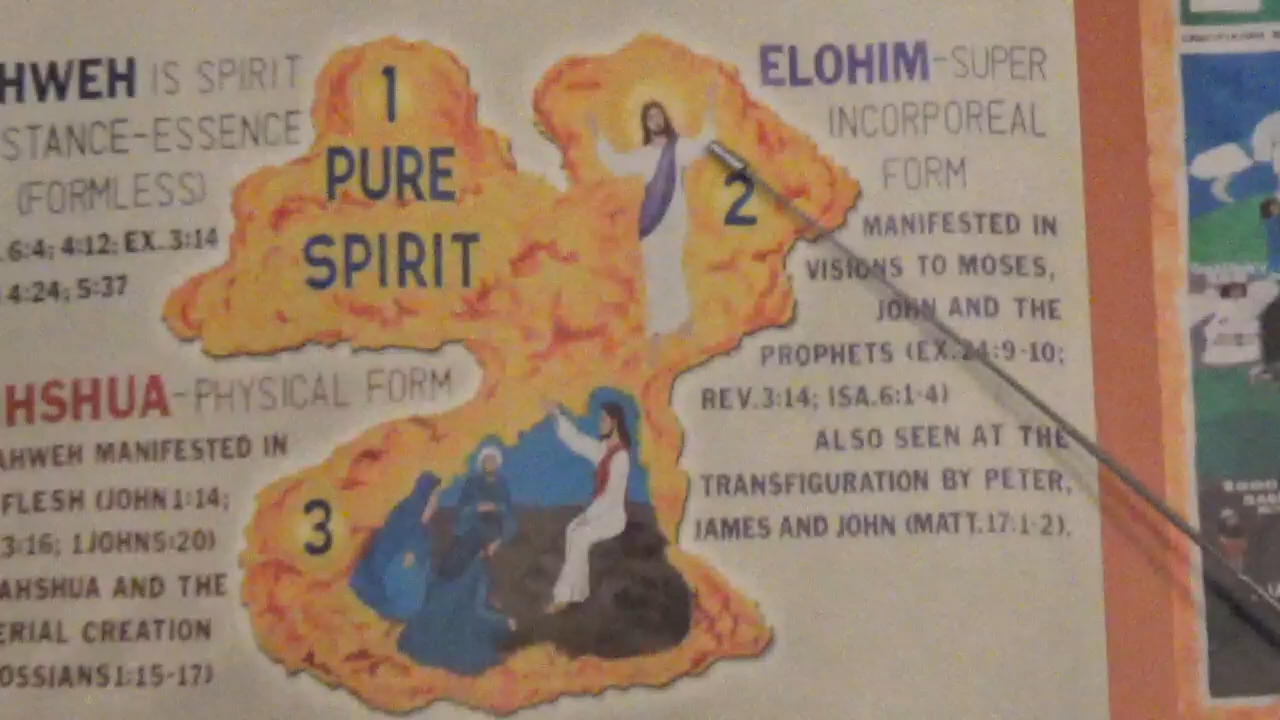 HWEH IS SPIRIT
STANCE-ESSENCE
(FORMLESS)
6:4; 4:12; EX.3:14
4:24; 5:37
1
PURE
SPIRIT
2
ELOHIM-SUPER
INCORPOREAL
FORM
MANIFESTED IN
VISIONS TO MOSES,
JOHN AND THE
PROPHETS (EX.24:9-10;
REV.3:14; ISA.6:1-4)
ALSO SEEN AT THE
TRANSFIGURATION BY PETER,
JAMES AND JOHN (MATT.17:1-2).
HSHUA-PHYSICAL FORM
AHWEH MANIFESTED IN
FLESH (JOHN 1:14;
3:16; 1JOHN5:20)
AHSHUA AND THE
ERIAL CREATION
OSSIANS1:15-17)
3